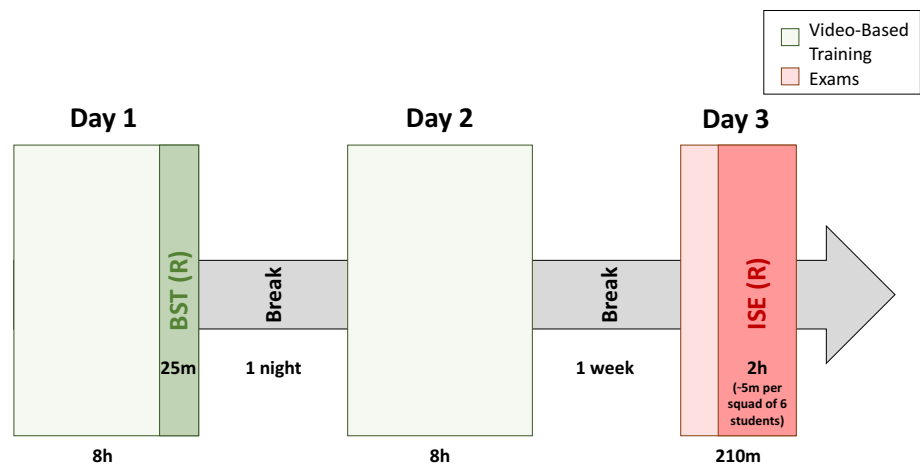 Video-Based
Training
Exams
Day 1
Day 2
Day 3
BST (R)
Break
Break
ISE (R)
25m
1 night
1 week
2h
(~5m per
squad of 6
students)
8h
8h
210m